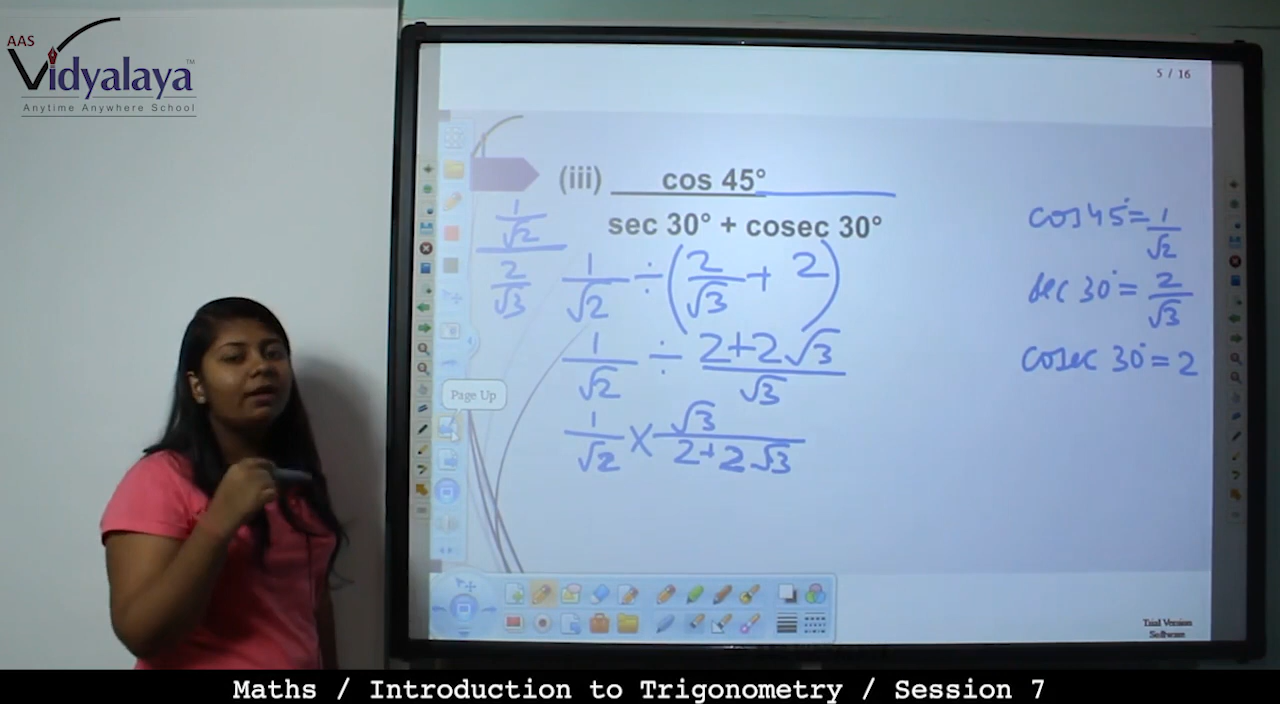 AAS
Vidyalaya
TM
Anytime Anywhere School
5 / 16
(iii) cos 45°
sec 30° + cosec 30°
1
√2
2
√3
1/√2 ÷ (2/√3 + 2)
1/√2 ÷ 2+2√3/√3
1/√2 × √3/2+2√3
cos 45° = 1/√2
sec 30° = 2/√3
cosec 30° = 2
Page Up
Trial Version
Software
Maths / Introduction to Trigonometry / Session 7